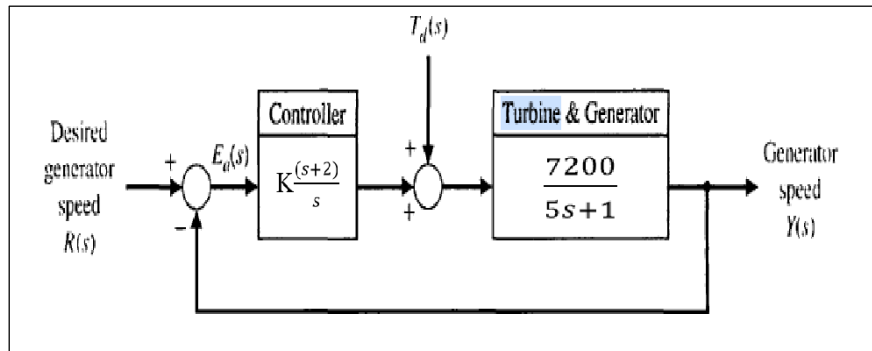 T_d(s)
Controller
Turbine & Generator
Desired
generator
speed
R(s)
+
E_a(s)
−
K (s+2)/s
+
+
7200
5s+1
Generator
speed
Y(s)